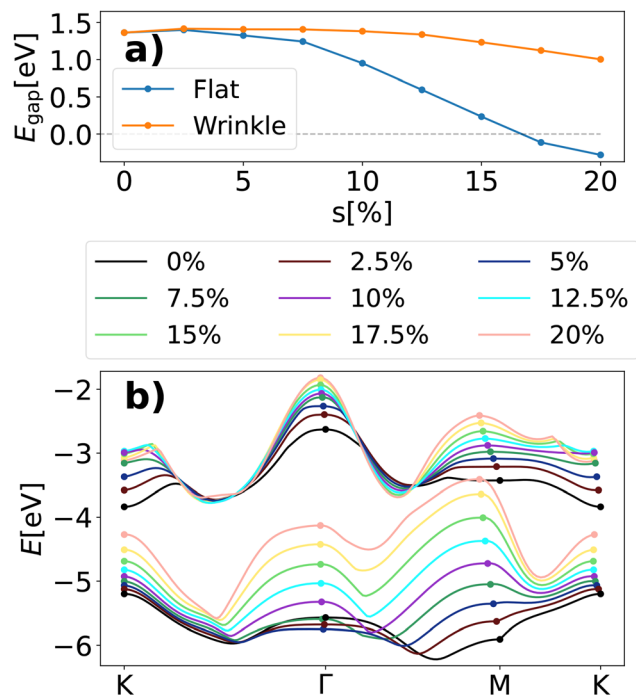 a)
E_gap[eV]
1.5
1.0
0.5
0.0
Flat
Wrinkle
0 5 10 15 20
s[%]
0% 2.5% 5%
7.5% 10% 12.5%
15% 17.5% 20%
b)
E[eV]
−2
−3
−4
−5
−6
K Γ M K